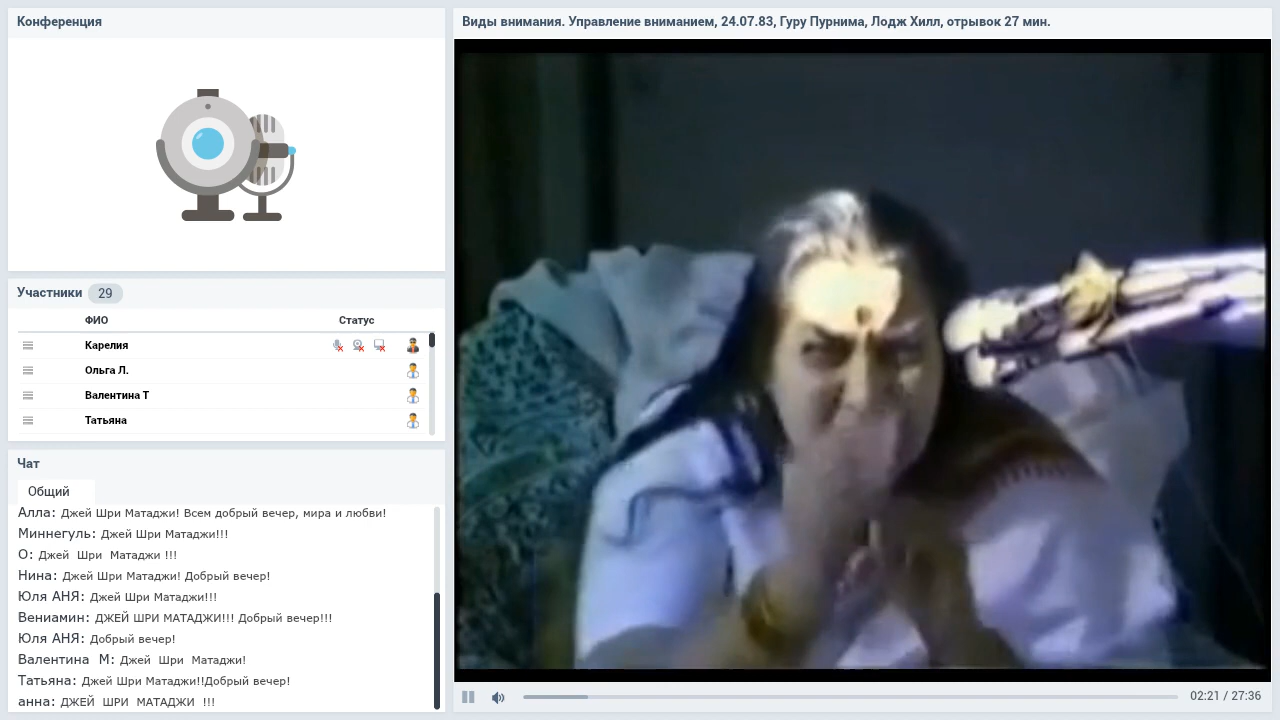 Конференция
Виды внимания. Управление вниманием, 24.07.83, Гуру Пурнима, Лодж Хилл, отрывок 27 мин.
Участники 29
ФИО Статус
Карелия
Ольга Л.
Валентина Т
Татьяна
Чат
Общий
Алла: Джей Шри Матаджи! Всем добрый вечер, мира и любви!
Миннегуль: Джей Шри Матаджи!!!
О: Джей Шри Матаджи !!!
Нина: Джей Шри Матаджи! Добрый вечер!
Юля АНЯ: Джей Шри Матаджи!!!
Вениамин: ДЖЕЙ ШРИ МАТАДЖИ!!! Добрый вечер!!!
Юля АНЯ: Добрый вечер!
Валентина М: Джей Шри Матаджи!
Татьяна: Джей Шри Матаджи!!Добрый вечер!
анна: ДЖЕЙ ШРИ МАТАДЖИ !!!
02:21 / 27:36